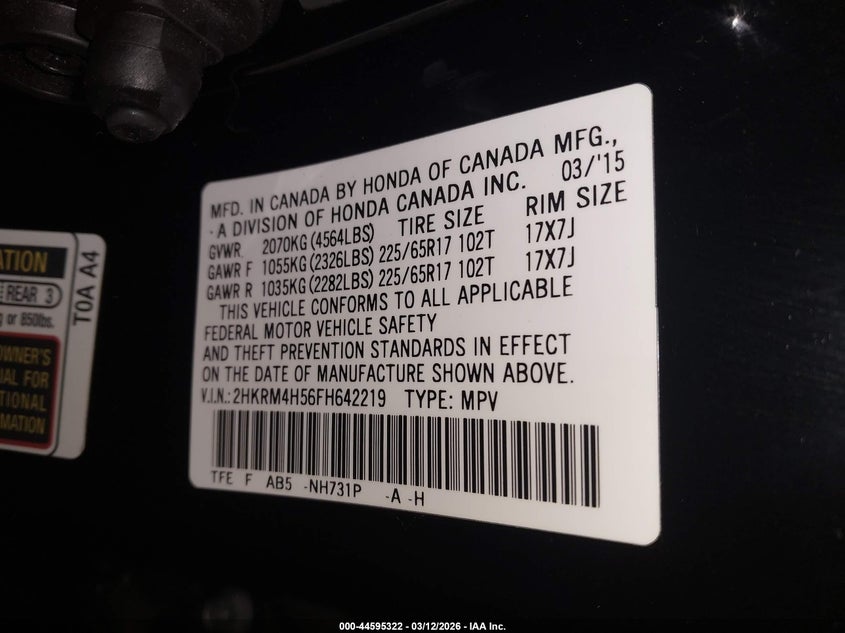 MFD. IN CANADA BY HONDA OF CANADA MFG.,
- A DIVISION OF HONDA CANADA INC. 03/'15
GVWR 2070KG (4564LBS) TIRE SIZE RIM SIZE
GAWR F 1055KG (2326LBS) 225/65R17 102T 17X7J
GAWR R 1035KG (2282LBS) 225/65R17 102T 17X7J
THIS VEHICLE CONFORMS TO ALL APPLICABLE
FEDERAL MOTOR VEHICLE SAFETY
AND THEFT PREVENTION STANDARDS IN EFFECT
ON THE DATE OF MANUFACTURE SHOWN ABOVE.
V.I.N.: 2HKRM4H56FH642219 TYPE: MPV
TFE F AB5 -NH731P -A -H
REAR 3
or 850lbs.
OWNER'S
FOR
T0A A4
000-44595322 - 03/12/2026 - IAA Inc.